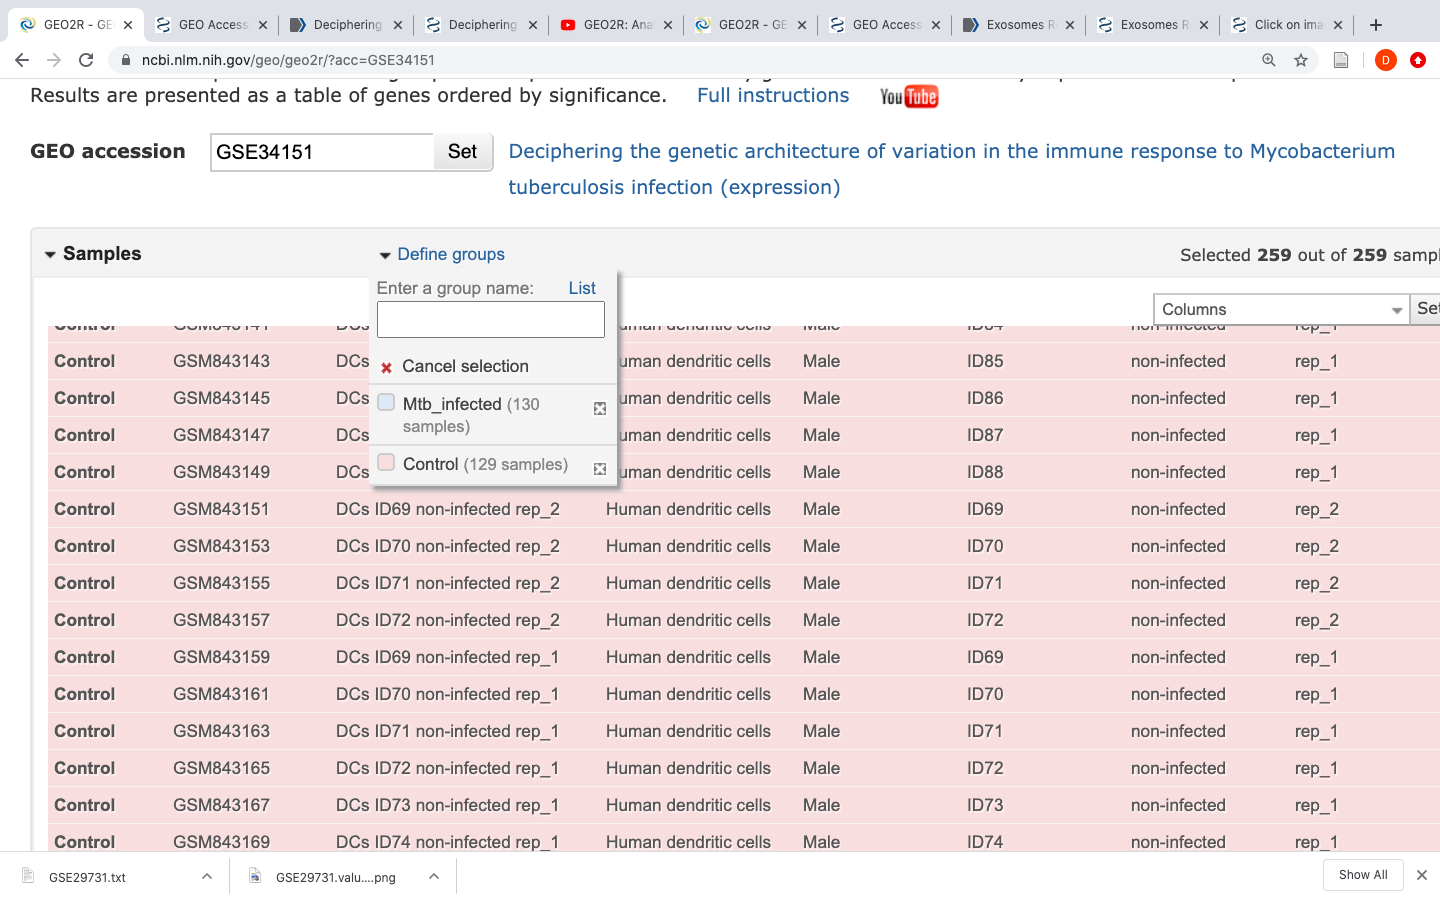 GEO2R - GE
GEO Access
Deciphering
Deciphering
GEO2R: Ana
GEO2R - GE
GEO Access
Exosomes R
Exosomes R
Click on ima
ncbi.nlm.nih.gov/geo/geo2r/?acc=GSE34151
D
Results are presented as a table of genes ordered by significance. Full instructions YouTube
GEO accession GSE34151 Set Deciphering the genetic architecture of variation in the immune response to Mycobacterium
tuberculosis infection (expression)
Samples Define groups Selected 259 out of 259 sampl
Enter a group name: List
Columns Set
Cancel selection
Mtb_infected (130
samples)
Control (129 samples)
Control GSM843141 DCs uman dendritic cells Male ID84 non-infected rep_1
Control GSM843143 DCs uman dendritic cells Male ID85 non-infected rep_1
Control GSM843145 DCs uman dendritic cells Male ID86 non-infected rep_1
Control GSM843147 DCs uman dendritic cells Male ID87 non-infected rep_1
Control GSM843149 DCs uman dendritic cells Male ID88 non-infected rep_1
Control GSM843151 DCs ID69 non-infected rep_2 Human dendritic cells Male ID69 non-infected rep_2
Control GSM843153 DCs ID70 non-infected rep_2 Human dendritic cells Male ID70 non-infected rep_2
Control GSM843155 DCs ID71 non-infected rep_2 Human dendritic cells Male ID71 non-infected rep_2
Control GSM843157 DCs ID72 non-infected rep_2 Human dendritic cells Male ID72 non-infected rep_2
Control GSM843159 DCs ID69 non-infected rep_1 Human dendritic cells Male ID69 non-infected rep_1
Control GSM843161 DCs ID70 non-infected rep_1 Human dendritic cells Male ID70 non-infected rep_1
Control GSM843163 DCs ID71 non-infected rep_1 Human dendritic cells Male ID71 non-infected rep_1
Control GSM843165 DCs ID72 non-infected rep_1 Human dendritic cells Male ID72 non-infected rep_1
Control GSM843167 DCs ID73 non-infected rep_1 Human dendritic cells Male ID73 non-infected rep_1
Control GSM843169 DCs ID74 non-infected rep_1 Human dendritic cells Male ID74 non-infected rep_1
GSE29731.txt
GSE29731.valu....png
Show All